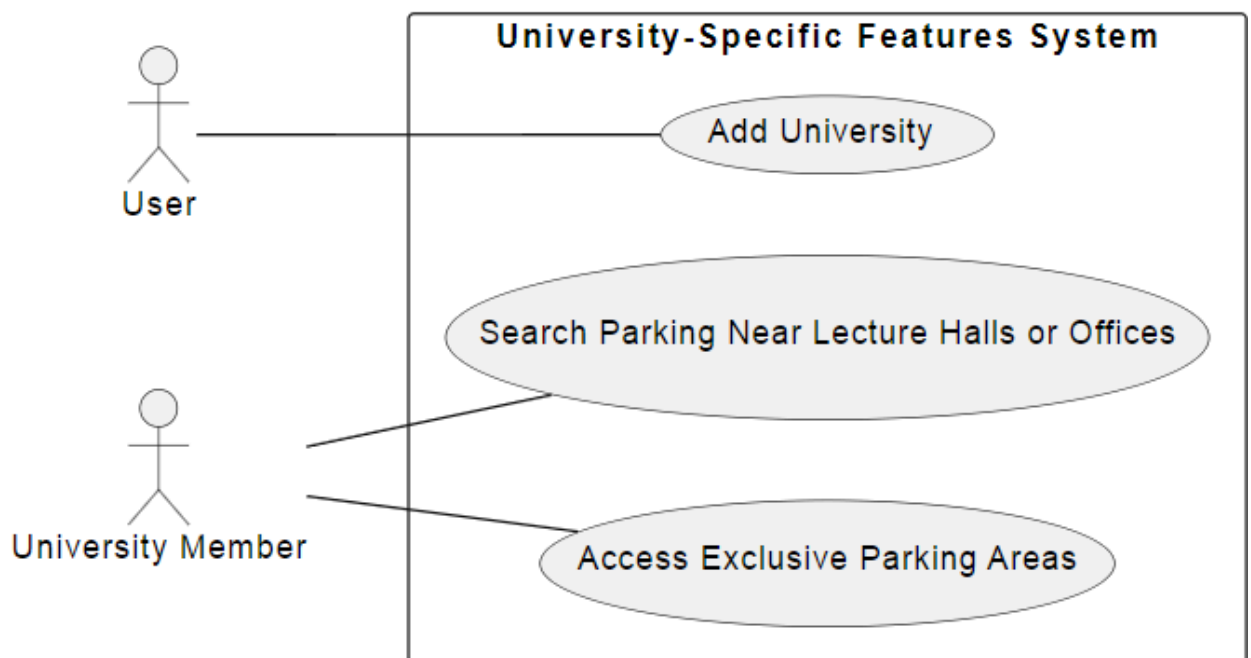 University-Specific Features System
Add University
User
Search Parking Near Lecture Halls or Offices
University Member
Access Exclusive Parking Areas